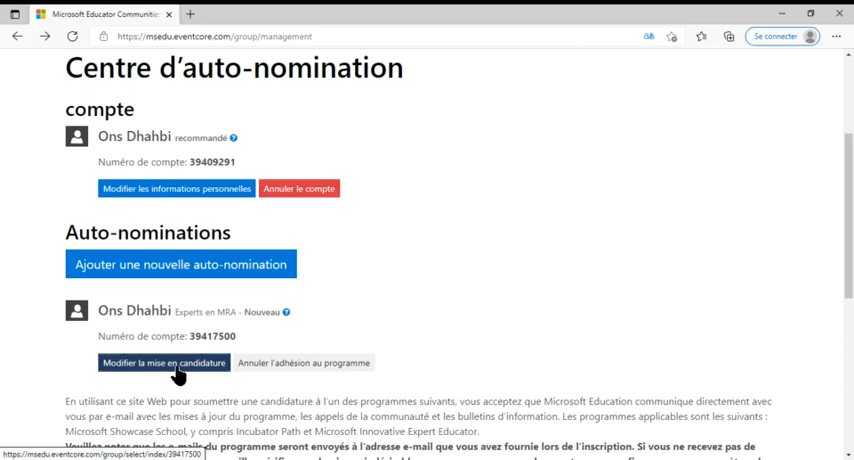 Microsoft Educator Communities
https://msedu.eventcore.com/group/management
Se connecter
Centre d'auto-nomination
compte
Ons Dhahbi recommandé
Numéro de compte: 39409291
Modifier les informations personnelles Annuler le compte
Auto-nominations
Ajouter une nouvelle auto-nomination
Ons Dhahbi Experts en MRA - Nouveau
Numéro de compte: 39417500
Modifier la mise en candidature Annuler l'adhésion au programme
En utilisant ce site Web pour soumettre une candidature à l'un des programmes suivants, vous acceptez que Microsoft Education communique directement avec
vous par e-mail avec les mises à jour du programme, les appels de la communauté et les bulletins d'information. Les programmes applicables sont les suivants :
Microsoft Showcase School, y compris Incubator Path et Microsoft Innovative Expert Educator.
Veuillez noter que les e-mails du programme seront envoyés à l'adresse e-mail que vous avez fournie lors de l'inscription. Si vous ne recevez pas de
https://msedu.eventcore.com/group/select/index/39417500